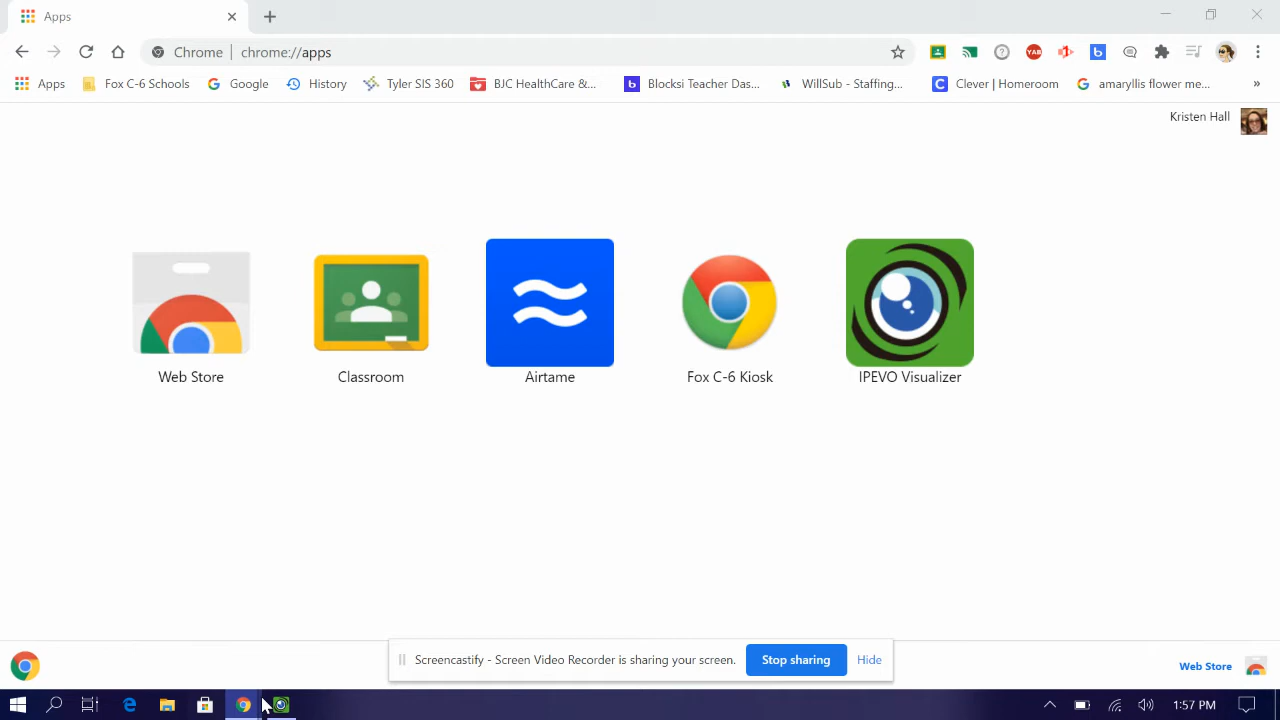 Apps
Chrome chrome://apps
YAB
Apps Fox C-6 Schools Google History Tyler SIS 360 BJC HealthCare &... Blocksi Teacher Das... WillSub - Staffing... Clever | Homeroom amaryllis flower me... »
Kristen Hall
Web Store Classroom Airtame Fox C-6 Kiosk IPEVO Visualizer
Screencastify - Screen Video Recorder is sharing your screen. Stop sharing Hide
Web Store
1:57 PM